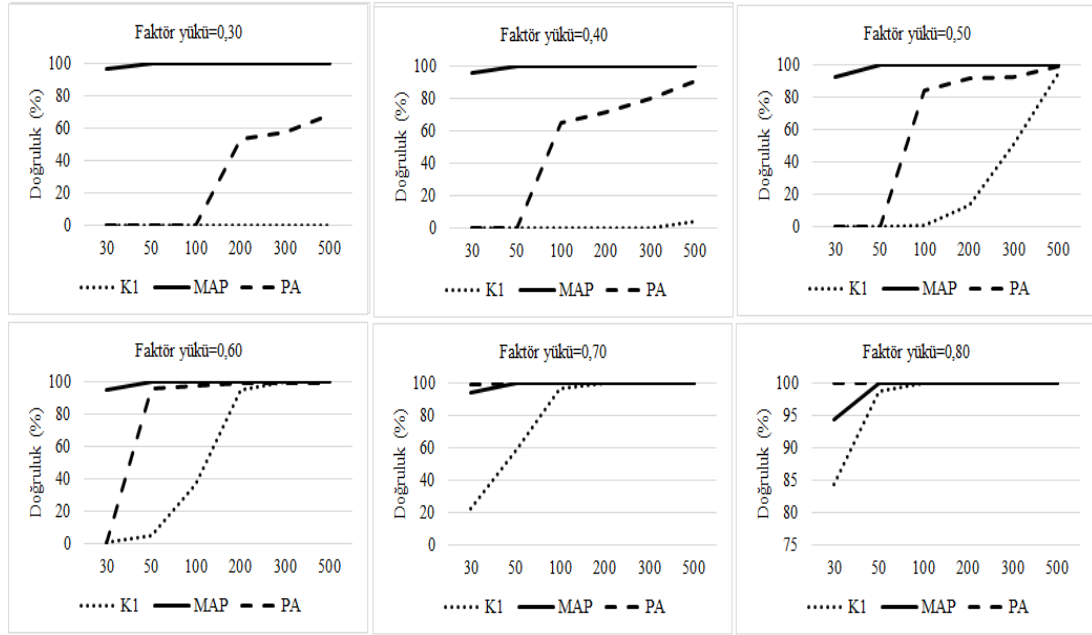 Faktör yükü=0,30
Doğruluk (%)
100
80
60
40
20
0
30 50 100 200 300 500
K1 MAP PA
Faktör yükü=0,40
Doğruluk (%)
100
80
60
40
20
0
30 50 100 200 300 500
K1 MAP PA
Faktör yükü=0,50
Doğruluk (%)
100
80
60
40
20
0
30 50 100 200 300 500
K1 MAP PA
Faktör yükü=0,60
Doğruluk (%)
100
80
60
40
20
0
30 50 100 200 300 500
K1 MAP PA
Faktör yükü=0,70
Doğruluk (%)
100
80
60
40
20
0
30 50 100 200 300 500
K1 MAP PA
Faktör yükü=0,80
Doğruluk (%)
100
95
90
85
80
75
30 50 100 200 300 500
K1 MAP PA